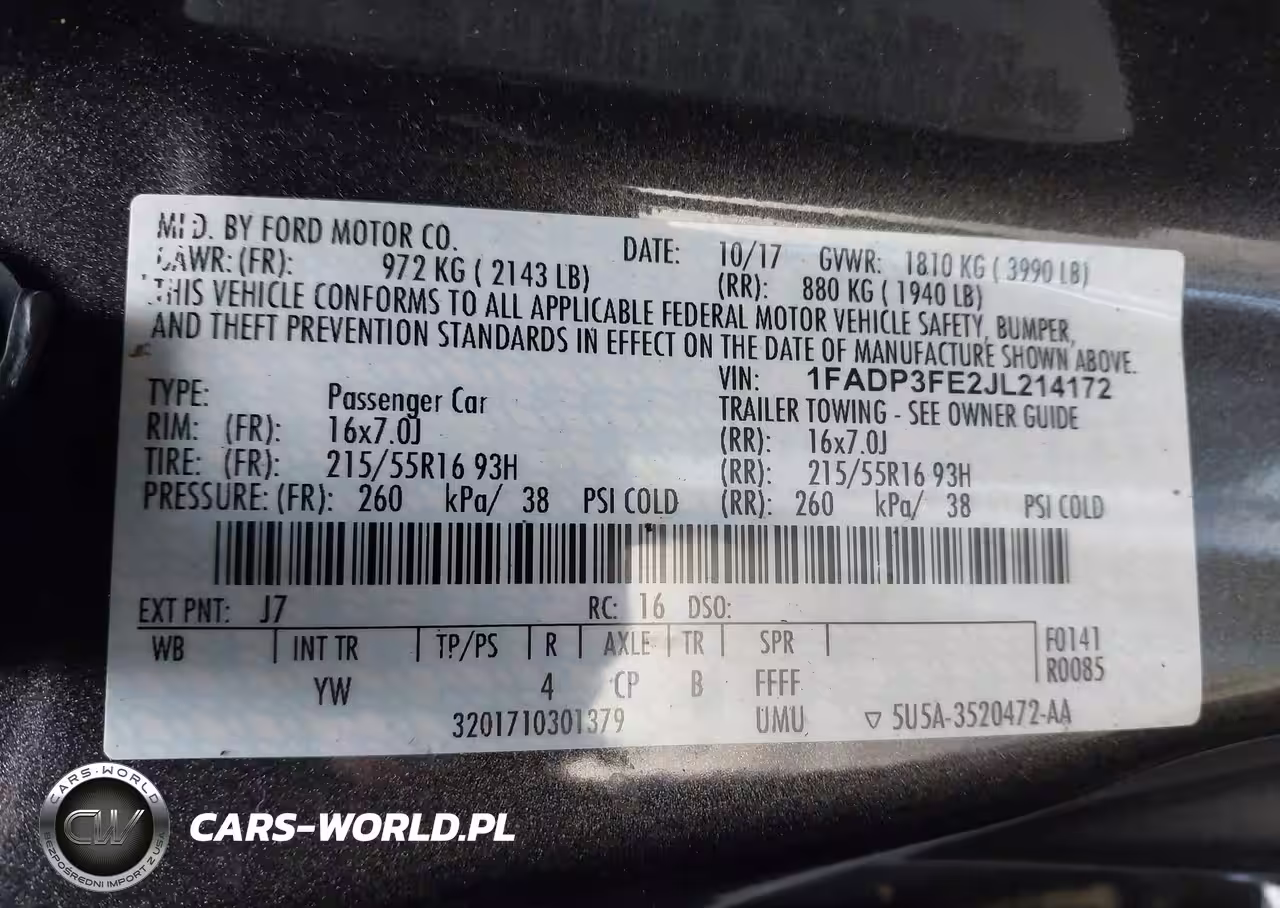 MFD. BY FORD MOTOR CO. DATE: 10/17 GVWR: 1810 KG ( 3990 LB)
GAWR: (FR): 972 KG ( 2143 LB) (RR): 880 KG ( 1940 LB)
THIS VEHICLE CONFORMS TO ALL APPLICABLE FEDERAL MOTOR VEHICLE SAFETY, BUMPER,
AND THEFT PREVENTION STANDARDS IN EFFECT ON THE DATE OF MANUFACTURE SHOWN ABOVE.
VIN: 1FADP3FE2JL214172
TYPE: Passenger Car TRAILER TOWING - SEE OWNER GUIDE
RIM: (FR): 16x7.0J (RR): 16x7.0J
TIRE: (FR): 215/55R16 93H (RR): 215/55R16 93H
PRESSURE: (FR): 260 kPa/ 38 PSI COLD (RR): 260 kPa/ 38 PSI COLD
EXT PNT: J7 RC: 16 DSO:
WB INT TR TP/PS R AXLE TR SPR F0141
R0085
YW 4 CP B FFFF
3201710301379 UMU ▽ 5U5A-3520472-AA
CARS-WORLD
CW
BEZPOŚREDNI IMPORT Z USA
CARS-WORLD.PL